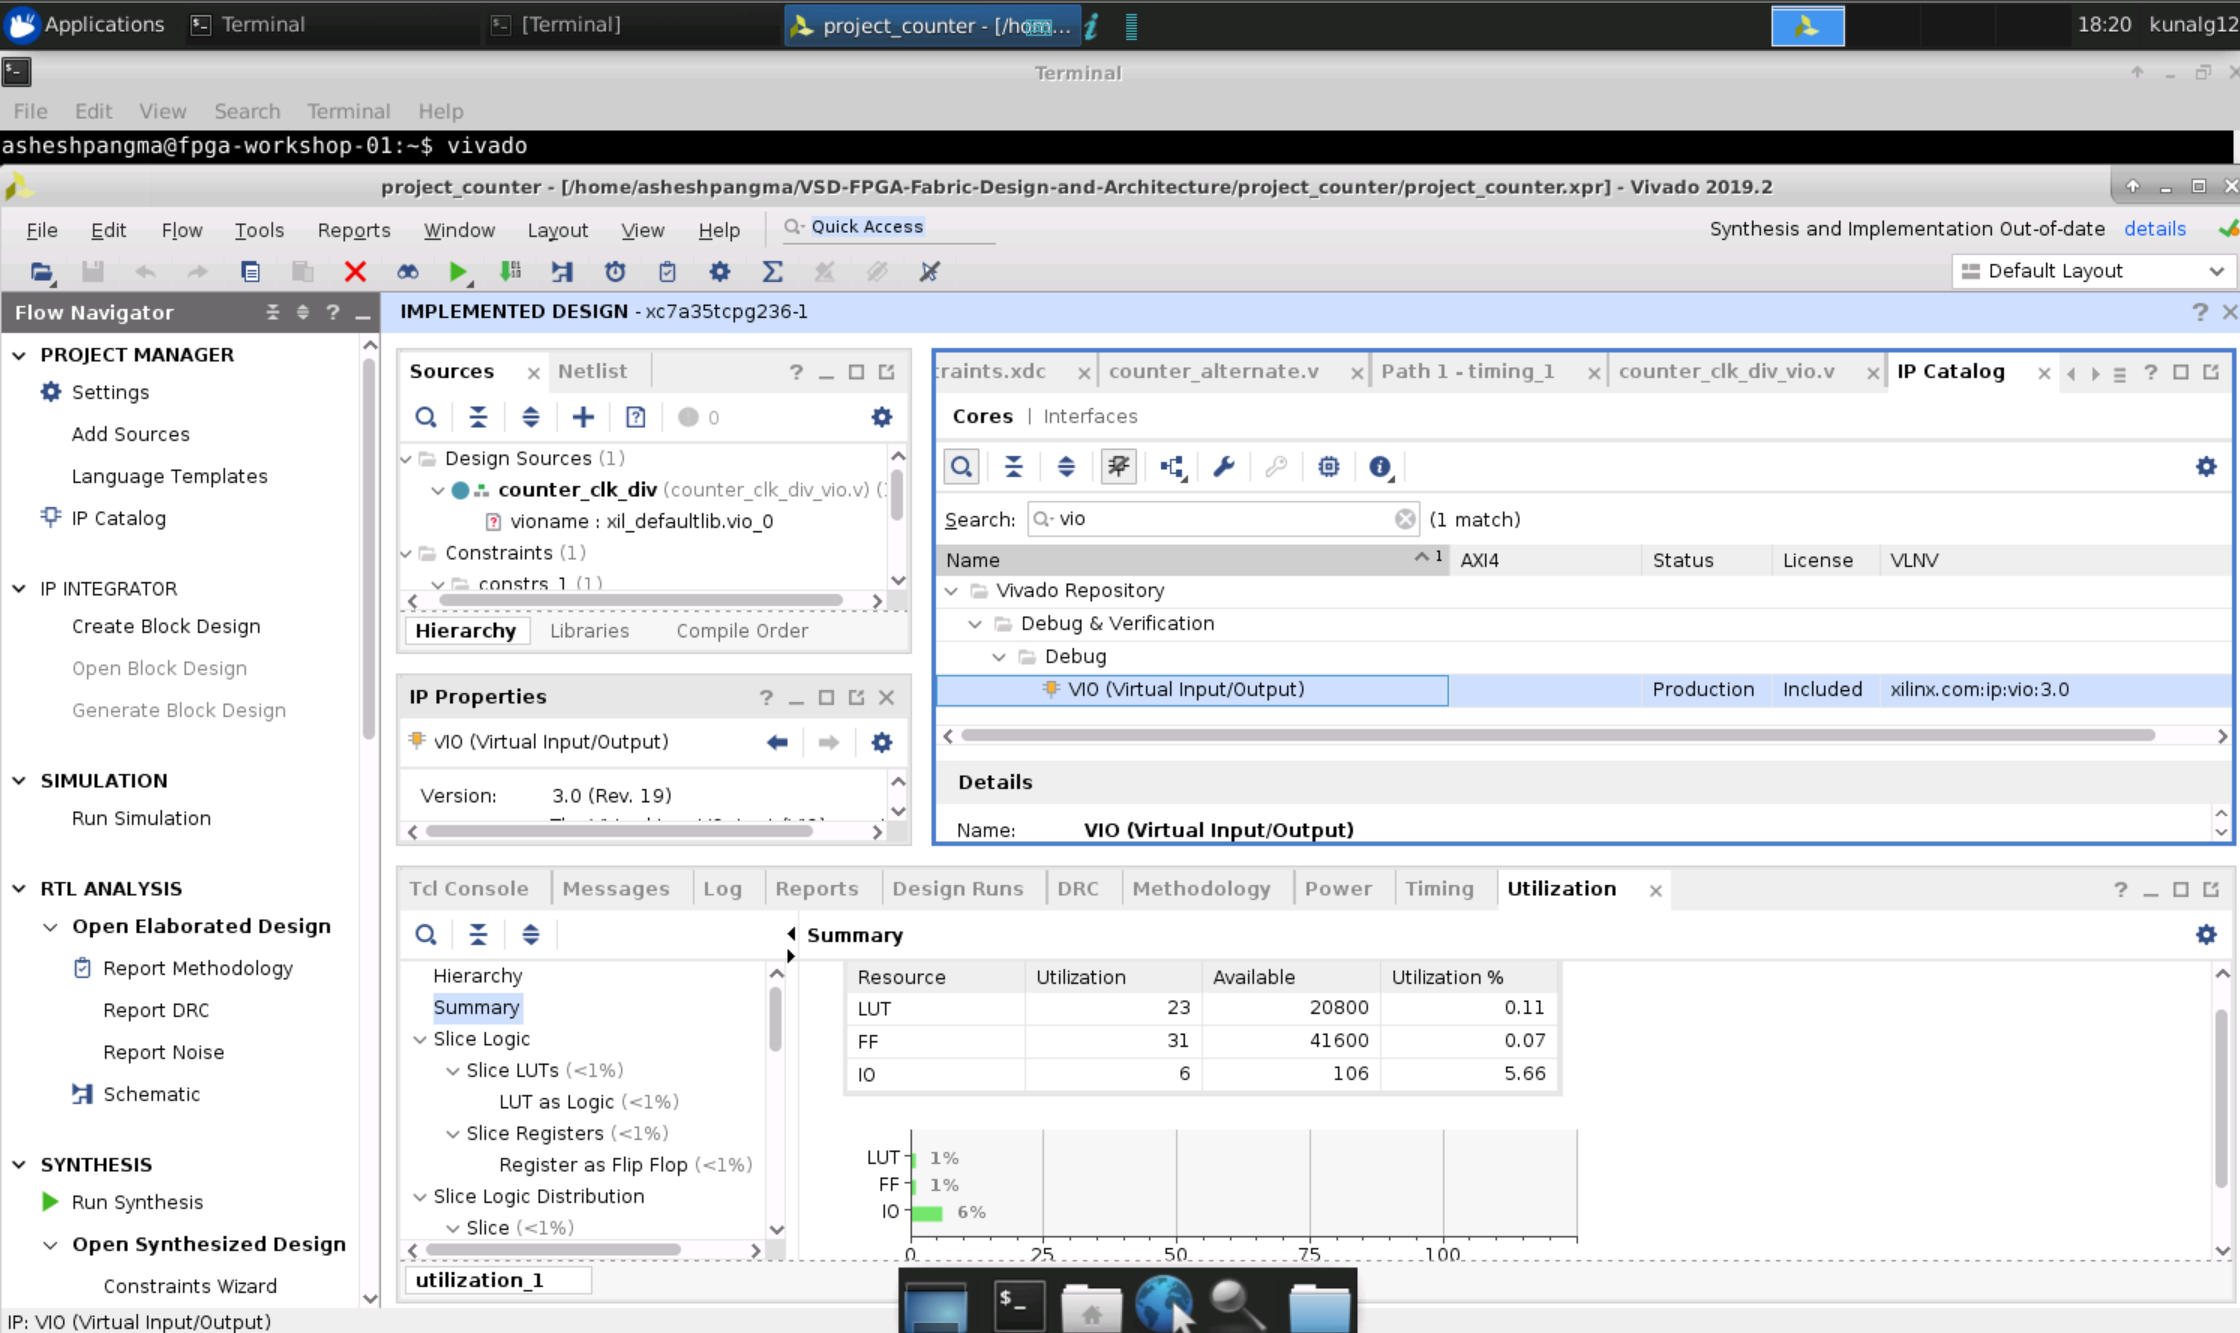 Applications Terminal [Terminal] project_counter - [/hom... 18:20 kunalg12
Terminal
File Edit View Search Terminal Help
asheshpangma@fpga-workshop-01:~$ vivado
project_counter - [/home/asheshpangma/VSD-FPGA-Fabric-Design-and-Architecture/project_counter/project_counter.xpr] - Vivado 2019.2
File Edit Flow Tools Reports Window Layout View Help Quick Access Synthesis and Implementation Out-of-date details
Default Layout
Flow Navigator
PROJECT MANAGER
Settings
Add Sources
Language Templates
IP Catalog
IP INTEGRATOR
Create Block Design
Open Block Design
Generate Block Design
SIMULATION
Run Simulation
RTL ANALYSIS
Open Elaborated Design
Report Methodology
Report DRC
Report Noise
Schematic
SYNTHESIS
Run Synthesis
Open Synthesized Design
Constraints Wizard
IMPLEMENTED DESIGN - xc7a35tcpg236-1
Sources Netlist
0
Design Sources (1)
counter_clk_div (counter_clk_div_vio.v) (
vioname : xil_defaultlib.vio_0
Constraints (1)
constrs_1 (1)
Hierarchy Libraries Compile Order
IP Properties
VIO (Virtual Input/Output)
Version: 3.0 (Rev. 19)
traints.xdc counter_alternate.v Path 1 - timing_1 counter_clk_div_vio.v IP Catalog
Cores | Interfaces
Search: vio (1 match)
Name 1 AXI4 Status License VLNV
Vivado Repository
Debug & Verification
Debug
VIO (Virtual Input/Output) Production Included xilinx.com:ip:vio:3.0
Details
Name: VIO (Virtual Input/Output)
Tcl Console Messages Log Reports Design Runs DRC Methodology Power Timing Utilization
Hierarchy
Summary
Slice Logic
Slice LUTs (<1%)
LUT as Logic (<1%)
Slice Registers (<1%)
Register as Flip Flop (<1%)
Slice Logic Distribution
Slice (<1%)
utilization_1
Summary
Resource Utilization Available Utilization %
LUT 23 20800 0.11
FF 31 41600 0.07
IO 6 106 5.66
LUT 1%
FF 1%
IO 6%
0 25 50 75 100
IP: VIO (Virtual Input/Output)